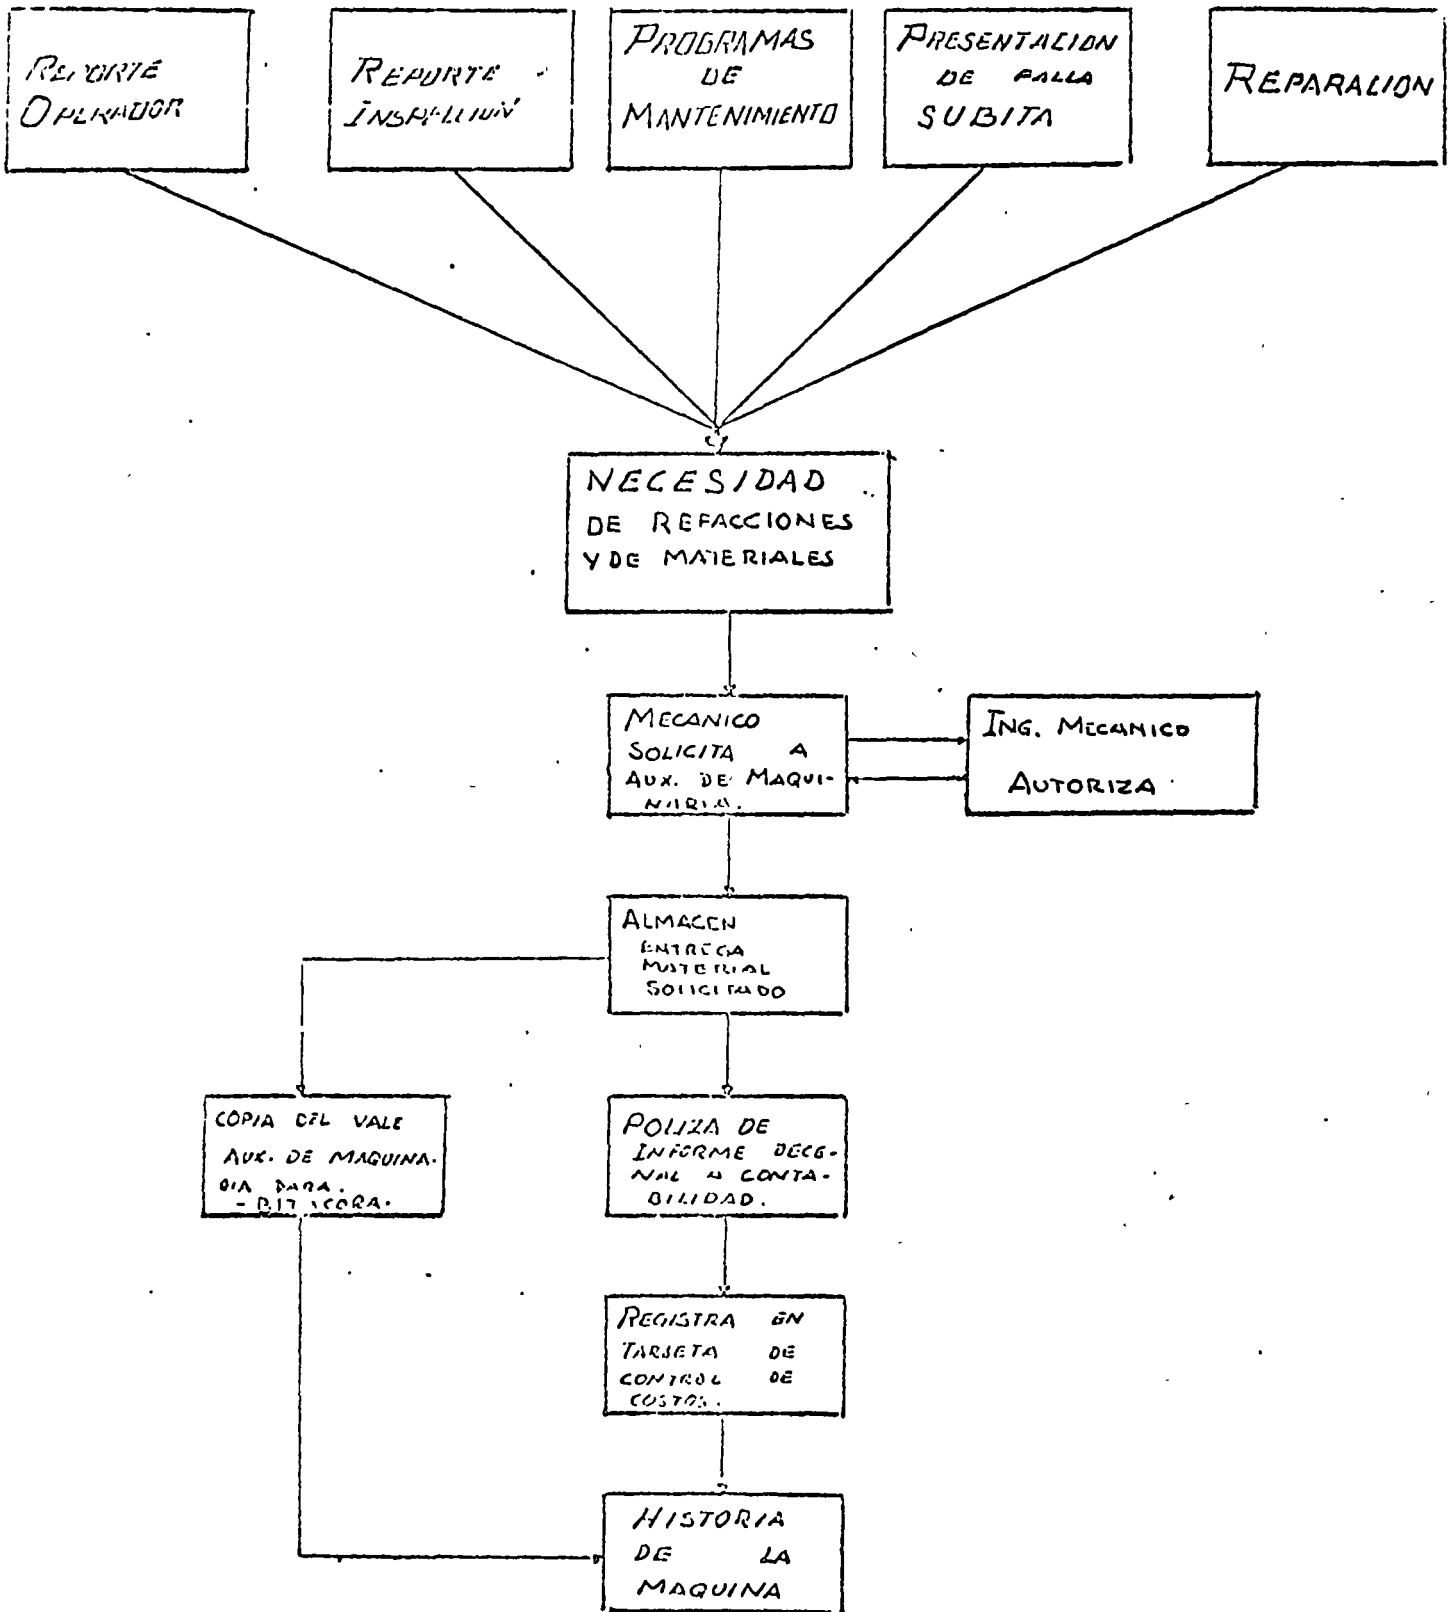 REPORTE
OPERADOR
REPORTE
INSPECCION
PROGRAMAS
DE
MANTENIMIENTO
PRESENTACION
DE FALLA
SUBITA
REPARACION
NECESIDAD
DE REFACCIONES
Y DE MATERIALES
MECANICO
SOLICITA A
AUX. DE MAQUI-
NARIA.
ING. MECANICO
AUTORIZA
ALMACEN
ENTREGA
MATERIAL
SOLICITADO
COPIA DEL VALE
AUX. DE MAQUINA-
RIA PARA.
- BITACORA.
POLIZA DE
INFORME DECE-
NAL A CONTA-
BILIDAD.
REGISTRA EN
TARJETA DE
CONTROL DE
COSTOS.
HISTORIA
DE LA
MAQUINA